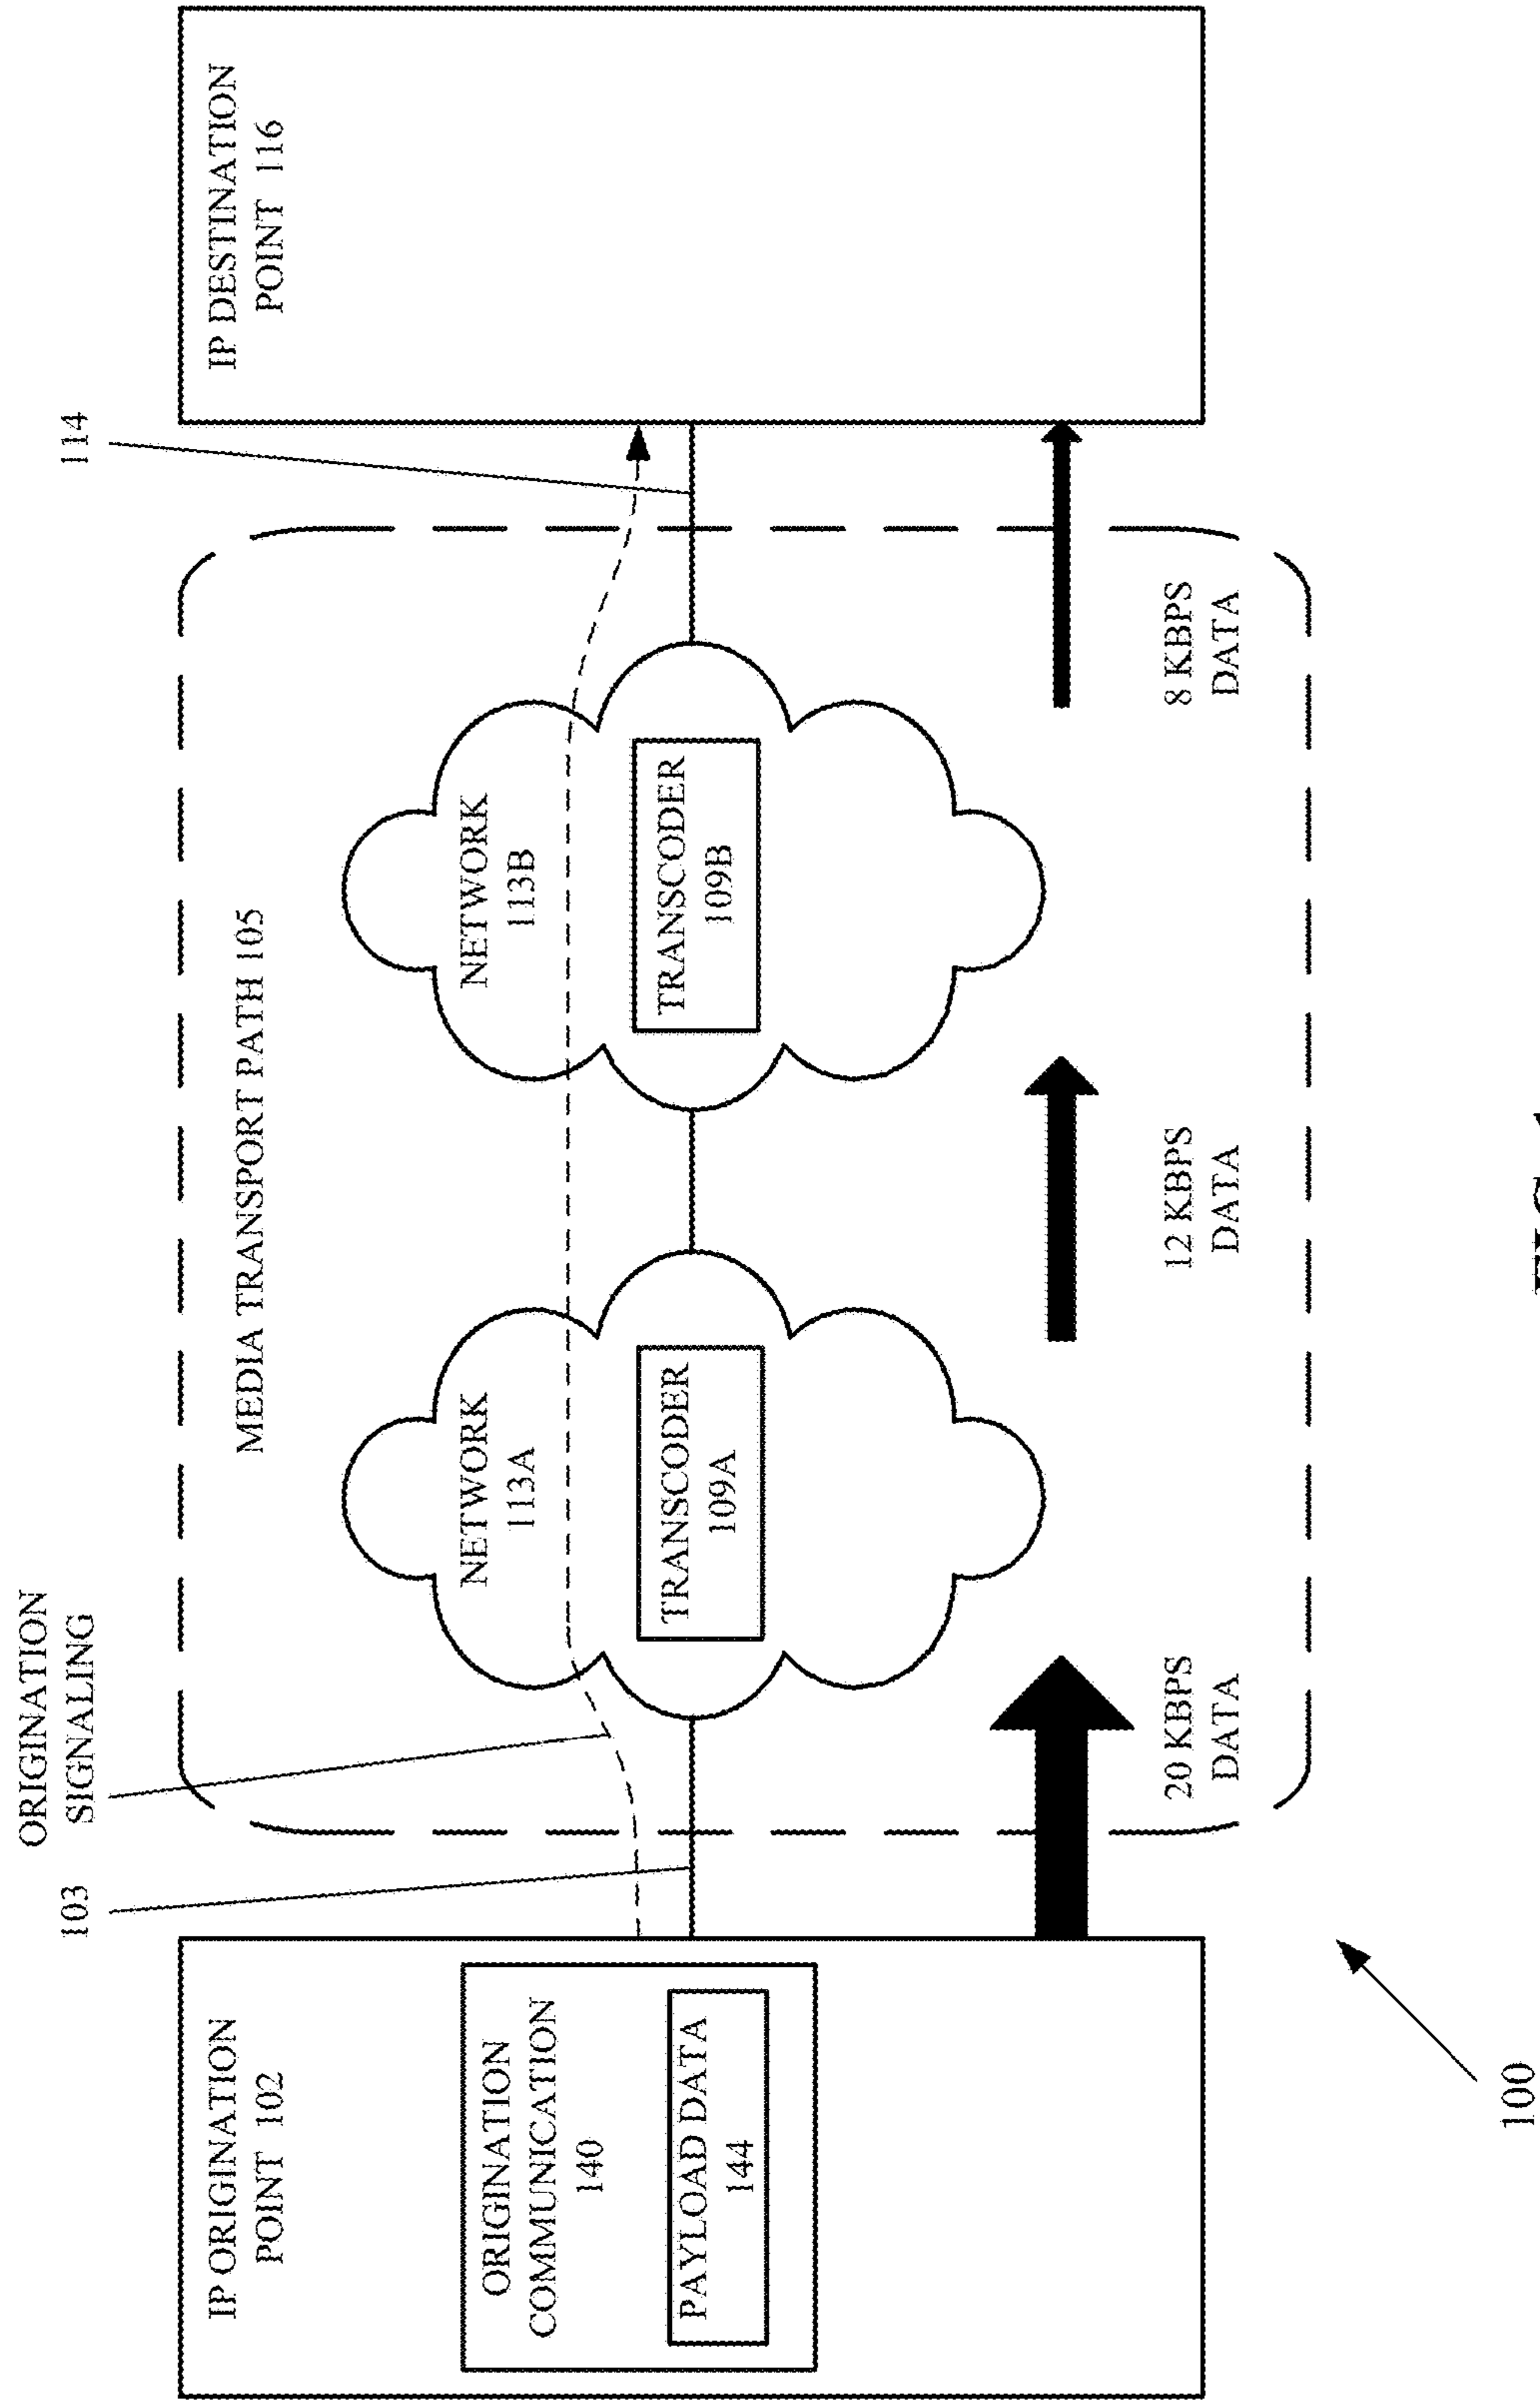 ORIGINATION
SIGNALING
103
114
IP ORIGINATION
POINT 102
ORIGINATION
COMMUNICATION
140
PAYLOAD DATA
144
MEDIA TRANSPORT PATH 105
NETWORK
113A
TRANSCODER
109A
NETWORK
113B
TRANSCODER
109B
IP DESTINATION
POINT 116
20 KBPS
DATA
12 KBPS
DATA
8 KBPS
DATA
100